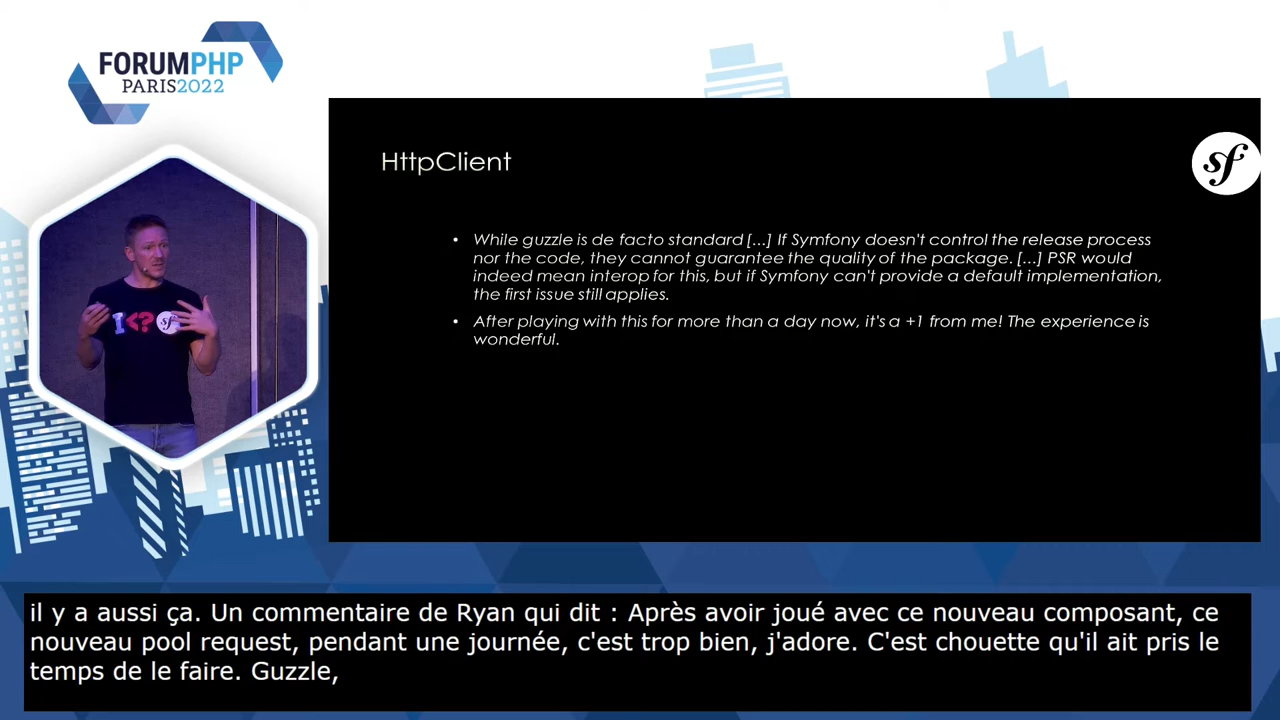 FORUMPHP
PARIS2022
HttpClient
sf
• While guzzle is de facto standard [...] If Symfony doesn't control the release process
nor the code, they cannot guarantee the quality of the package. [...] PSR would
indeed mean interop for this, but if Symfony can't provide a default implementation,
the first issue still applies.
• After playing with this for more than a day now, it's a +1 from me! The experience is
wonderful.
I <? sf
il y a aussi ça. Un commentaire de Ryan qui dit : Après avoir joué avec ce nouveau composant, ce
nouveau pool request, pendant une journée, c'est trop bien, j'adore. C'est chouette qu'il ait pris le
temps de le faire. Guzzle,